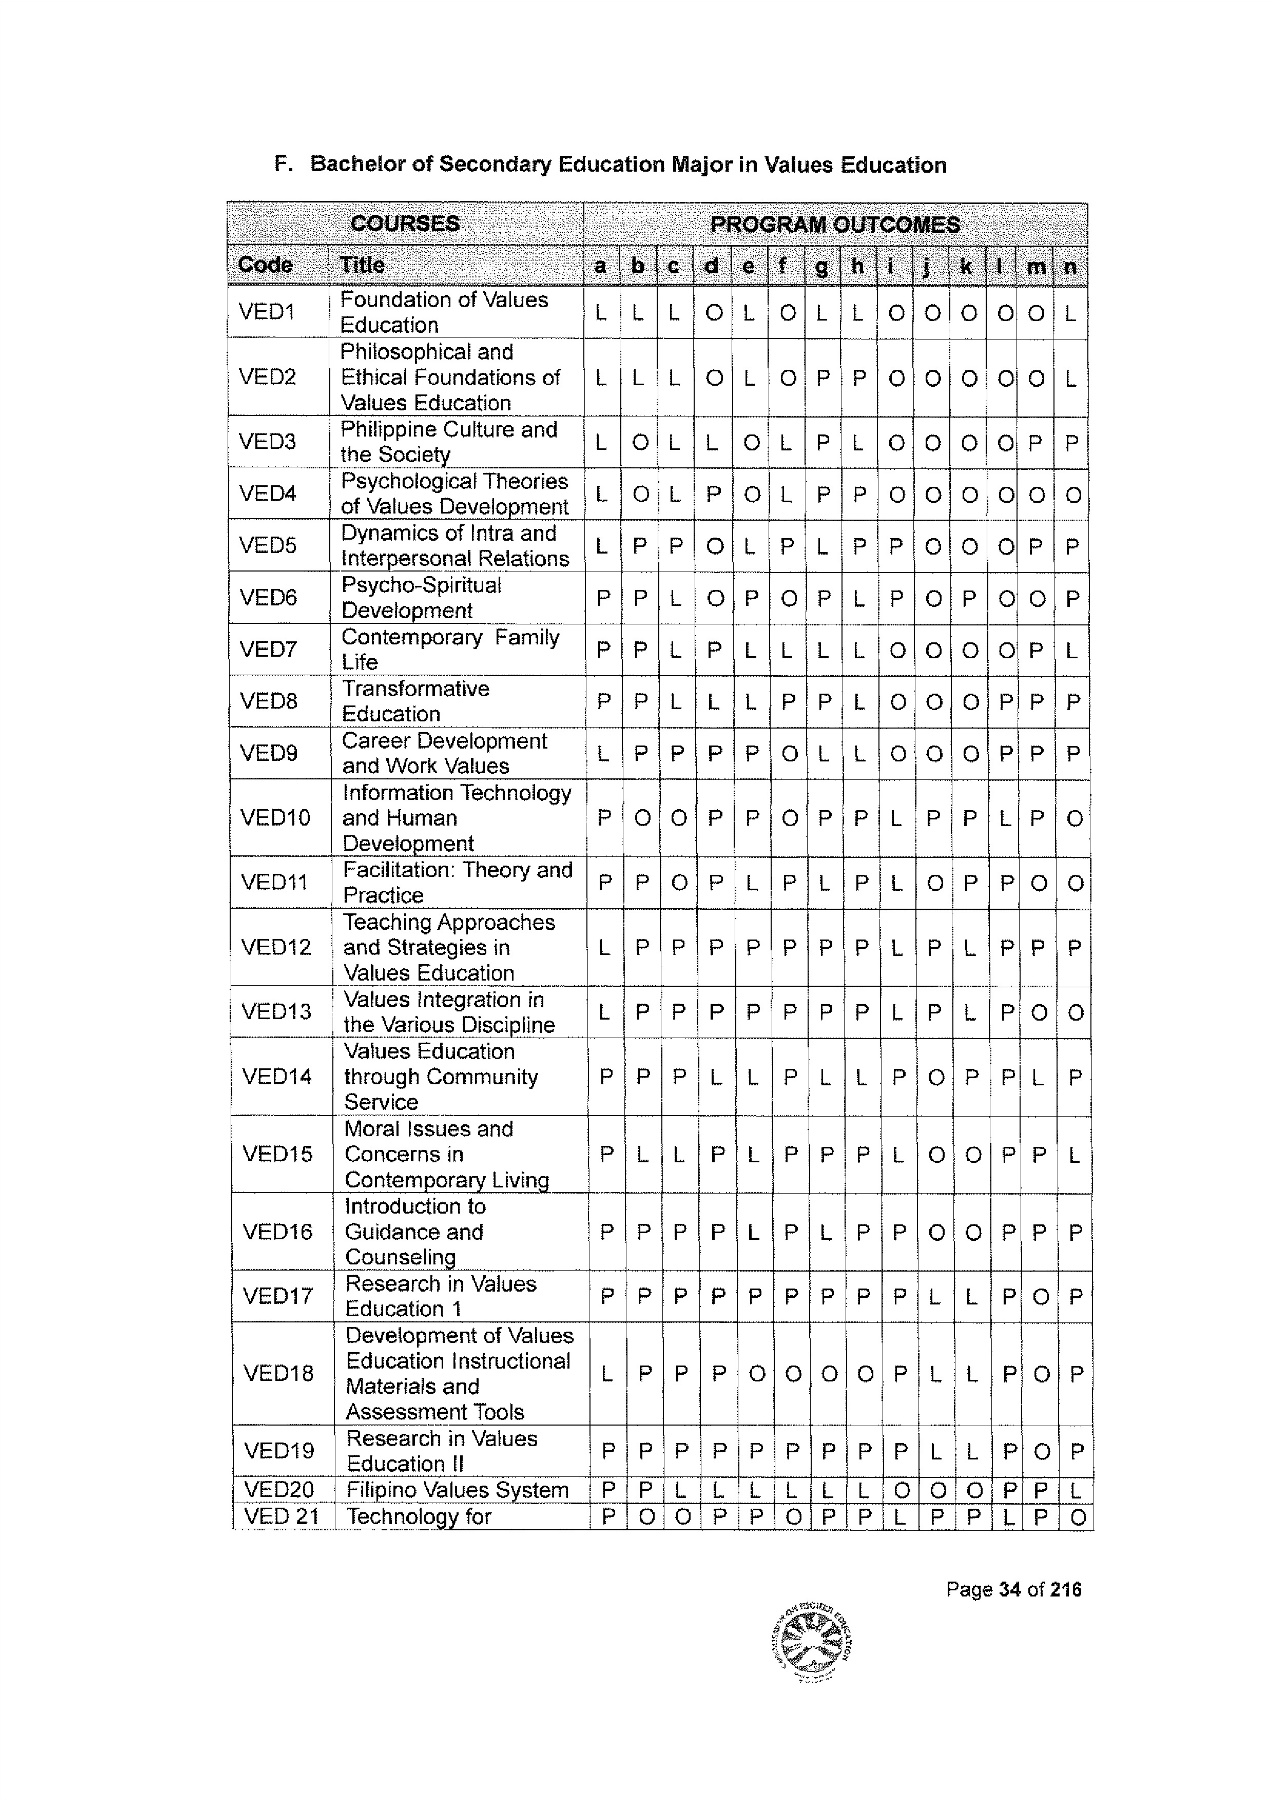 F. Bachelor of Secondary Education Major in Values Education
COURSES PROGRAM OUTCOMES
Code Title a b c d e f g h i j k l m n
VED1 Foundation of Values Education L L L O L O L L O O O O O L
VED2 Philosophical and Ethical Foundations of Values Education L L L O L O P P O O O O O L
VED3 Philippine Culture and the Society L O L L O L P L O O O O P P
VED4 Psychological Theories of Values Development L O L P O L P P O O O O O O
VED5 Dynamics of Intra and Interpersonal Relations L P P O L P L P P O O O P P
VED6 Psycho-Spiritual Development P P L O P O P L P O P O O P
VED7 Contemporary Family Life P P L P L L L L O O O O P L
VED8 Transformative Education P P L L L P P L O O O P P P
VED9 Career Development and Work Values L P P P P O L L O O O P P P
VED10 Information Technology and Human Development P O O P P O P P L P P L P O
VED11 Facilitation: Theory and Practice P P O P L P L P L O P P O O
VED12 Teaching Approaches and Strategies in Values Education L P P P P P P P L P L P P P
VED13 Values Integration in the Various Discipline L P P P P P P P L P L P O O
VED14 Values Education through Community Service P P P L L P L L P O P P L P
VED15 Moral Issues and Concerns in Contemporary Living P L L P L P P P L O O P P L
VED16 Introduction to Guidance and Counseling P P P P L P L P P O O P P P
VED17 Research in Values Education 1 P P P P P P P P P L L P O P
VED18 Development of Values Education Instructional Materials and Assessment Tools L P P P O O O O P L L P O P
VED19 Research in Values Education II P P P P P P P P P L L P O P
VED20 Filipino Values System P P L L L L L L O O O P P L
VED 21 Technology for P O O P P O P P L P P L P O
Page 34 of 216